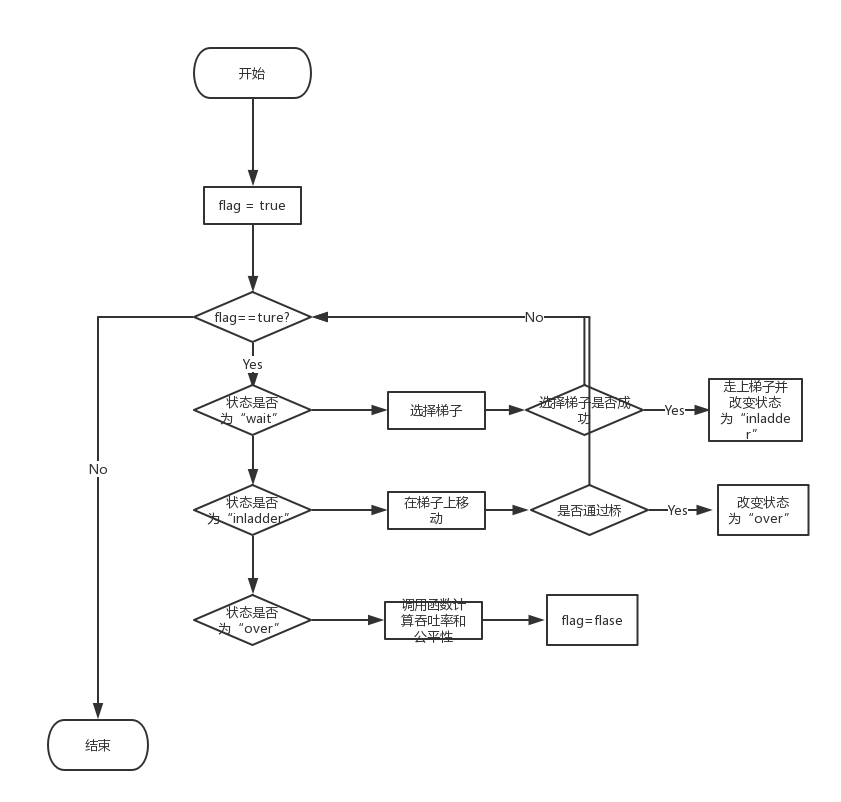 开始
flag = true
flag==ture?
No
Yes
状态是否
为“wait”
选择梯子
选择梯子是否成
功
Yes
走上梯子并
改变状态
为“inladde
r”
No
状态是否
为“inladder”
在梯子上移
动
是否通过桥
Yes
改变状态
为“over”
状态是否
为“over”
调用函数计
算吞吐率和
公平性
flag=flase
结束